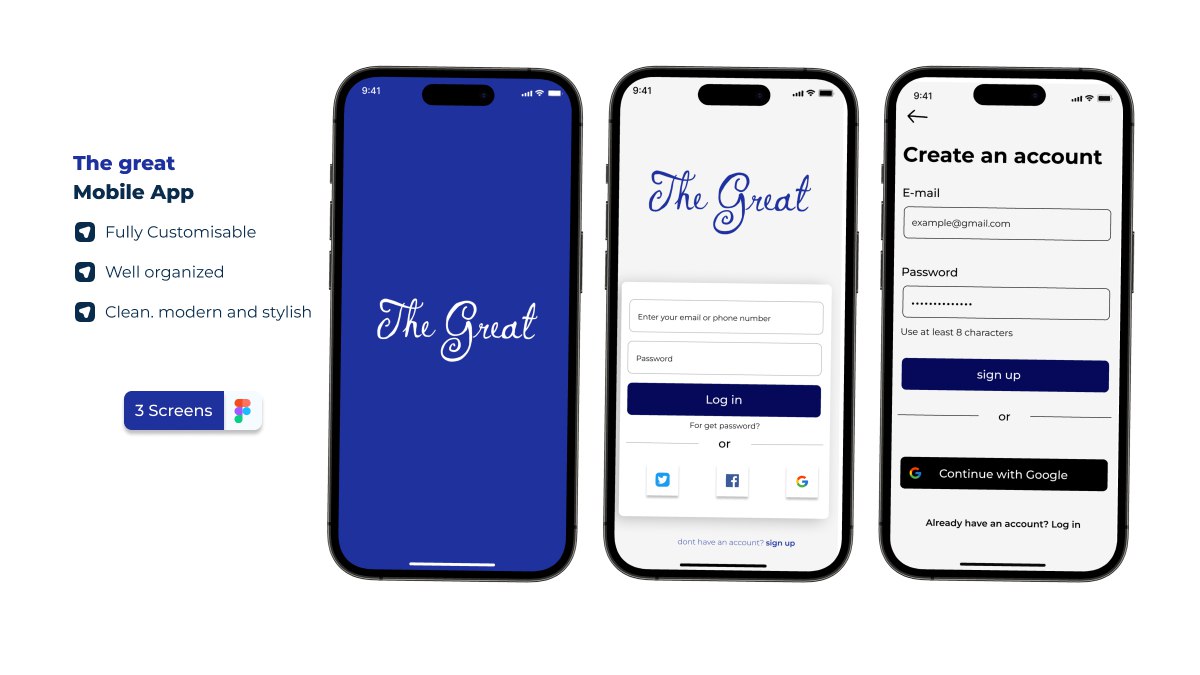 The great
Mobile App
Fully Customisable
Well organized
Clean. modern and stylish
3 Screens
9:41
The Great
9:41
The Great
Enter your email or phone number
Password
Log in
For get password?
or
dont have an account? sign up
9:41
Create an account
E-mail
example@gmail.com
Password
••••••••••••••
Use at least 8 characters
sign up
or
Continue with Google
Already have an account? Log in